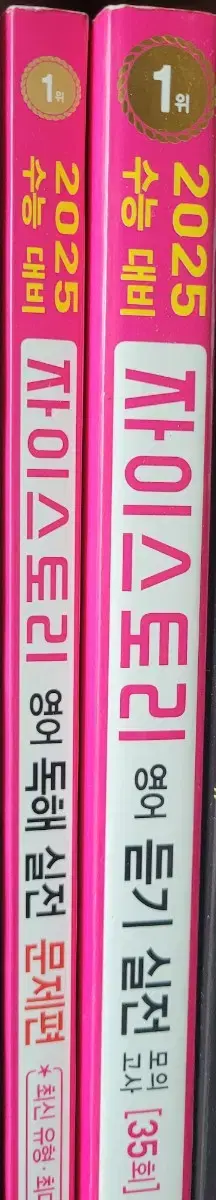 1위
2025
수능 대비
자이스토리
영어 독해 실전 문제편
* 최신 유형·최
1위
2025
수능 대비
자이스토리
영어 듣기 실전
모의
고사
[35회]